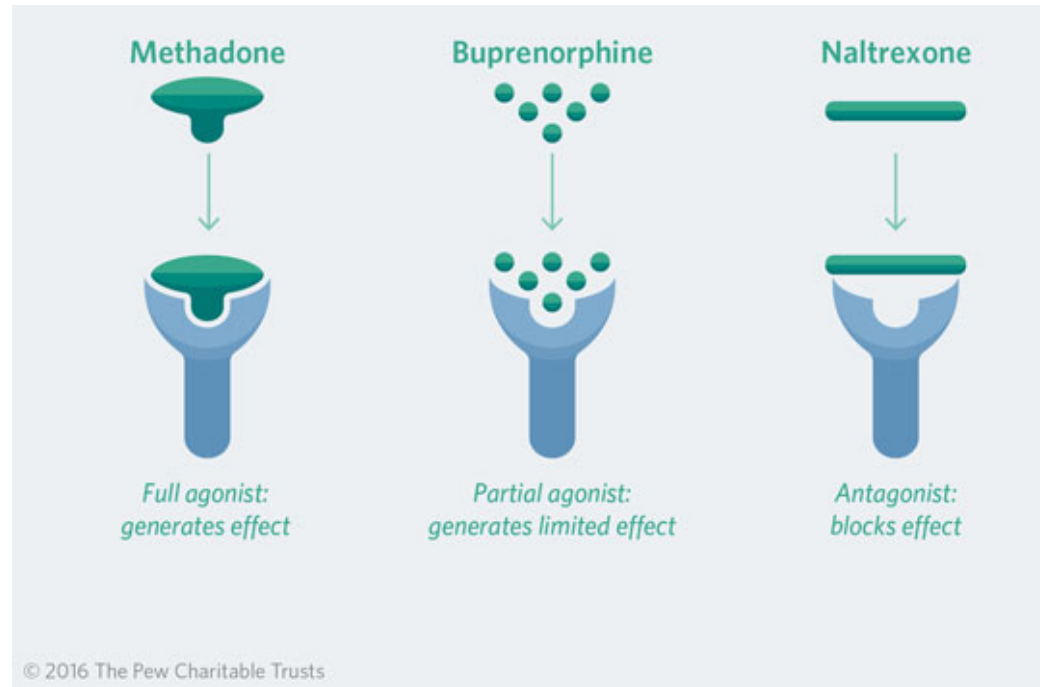 Methadone
Buprenorphine
Naltrexone
Full agonist:
generates effect
Partial agonist:
generates limited effect
Antagonist:
blocks effect
© 2016 The Pew Charitable Trusts